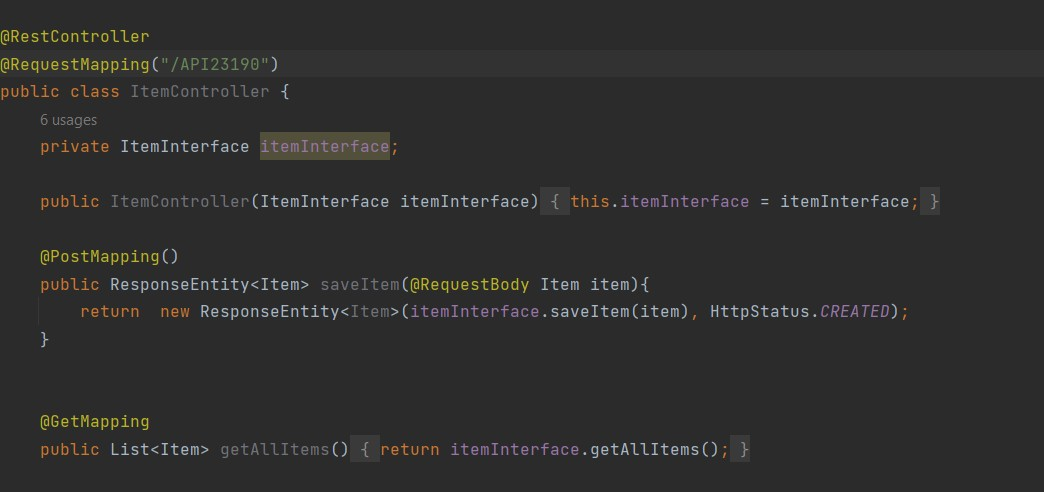 @RestController
@RequestMapping("/API23190")
public class ItemController {
6 usages
private ItemInterface itemInterface;
public ItemController(ItemInterface itemInterface) { this.itemInterface = itemInterface; }
@PostMapping()
public ResponseEntity<Item> saveItem(@RequestBody Item item){
return  new ResponseEntity<Item>(itemInterface.saveItem(item), HttpStatus.CREATED);
}
@GetMapping
public List<Item> getAllItems() { return itemInterface.getAllItems(); }